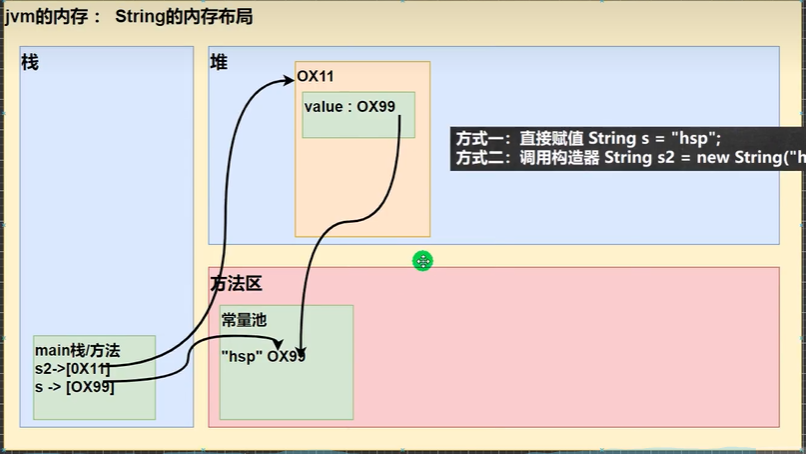 jvm的内存： String的内存布局
栈
堆
OX11
value : OX99
方式一：直接赋值 String s = "hsp";
方式二：调用构造器 String s2 = new String("h
方法区
常量池
"hsp" OX99
main栈/方法
s2->[0X11]
s -> [OX99]